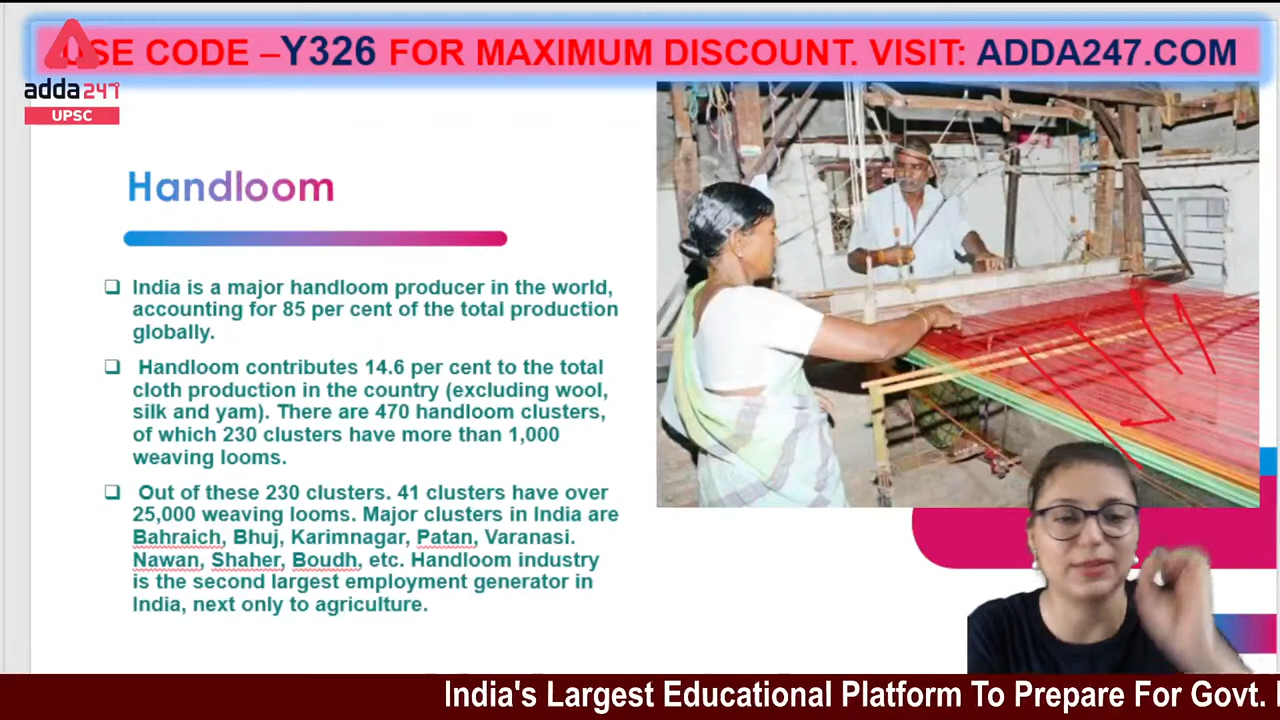 USE CODE –Y326 FOR MAXIMUM DISCOUNT. VISIT: ADDA247.COM
adda247
UPSC
Handloom
❑ India is a major handloom producer in the world,
accounting for 85 per cent of the total production
globally.
❑ Handloom contributes 14.6 per cent to the total
cloth production in the country (excluding wool,
silk and yam). There are 470 handloom clusters,
of which 230 clusters have more than 1,000
weaving looms.
❑ Out of these 230 clusters. 41 clusters have over
25,000 weaving looms. Major clusters in India are
Bahraich, Bhuj, Karimnagar, Patan, Varanasi.
Nawan, Shaher, Boudh, etc. Handloom industry
is the second largest employment generator in
India, next only to agriculture.
India's Largest Educational Platform To Prepare For Govt.